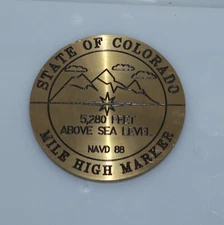 STATE OF COLORADO
5,280 FEET
ABOVE SEA LEVEL
NAVD 88
MILE HIGH MARKER